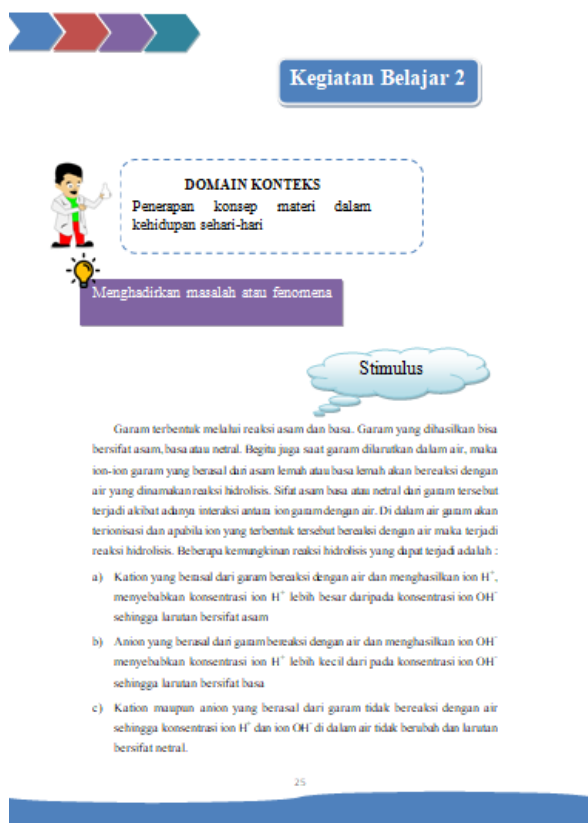 Kegiatan Belajar 2
DOMAIN KONTEKS
Penerapan konsep materi dalam
kehidupan sehari-hari
Menghadirkan masalah atau fenomena
Stimulus
Garam terbentuk melalui reaksi asam dan basa. Garam yang dihasilkan bisa
bersifat asam, basa atau netral. Begitu juga saat garam dilarutkan dalam air, maka
ion-ion garam yang berasal dari asam lemah atau basa lemah akan bereaksi dengan
air yang dinamakan reaksi hidrolisis. Sifat asam basa atau netral dari garam tersebut
terjadi akibat adanya interaksi antara ion garam dengan air. Di dalam air garam akan
terionisasi dan apabila ion yang terbentuk tersebut bereaksi dengan air maka terjadi
reaksi hidrolisis. Beberapa kemungkinan reaksi hidrolisis yang dapat terjadi adalah :
a) Kation yang berasal dari garam bereaksi dengan air dan menghasilkan ion H⁺,
menyebabkan konsentrasi ion H⁺ lebih besar daripada konsentrasi ion OH⁻
sehingga larutan bersifat asam
b) Anion yang berasal dari garam bereaksi dengan air dan menghasilkan ion OH⁻
menyebabkan konsentrasi ion H⁺ lebih kecil dari pada konsentrasi ion OH⁻
sehingga larutan bersifat basa
c) Kation maupun anion yang berasal dari garam tidak bereaksi dengan air
sehingga konsentrasi ion H⁺ dan ion OH⁻ di dalam air tidak berubah dan larutan
bersifat netral.
25